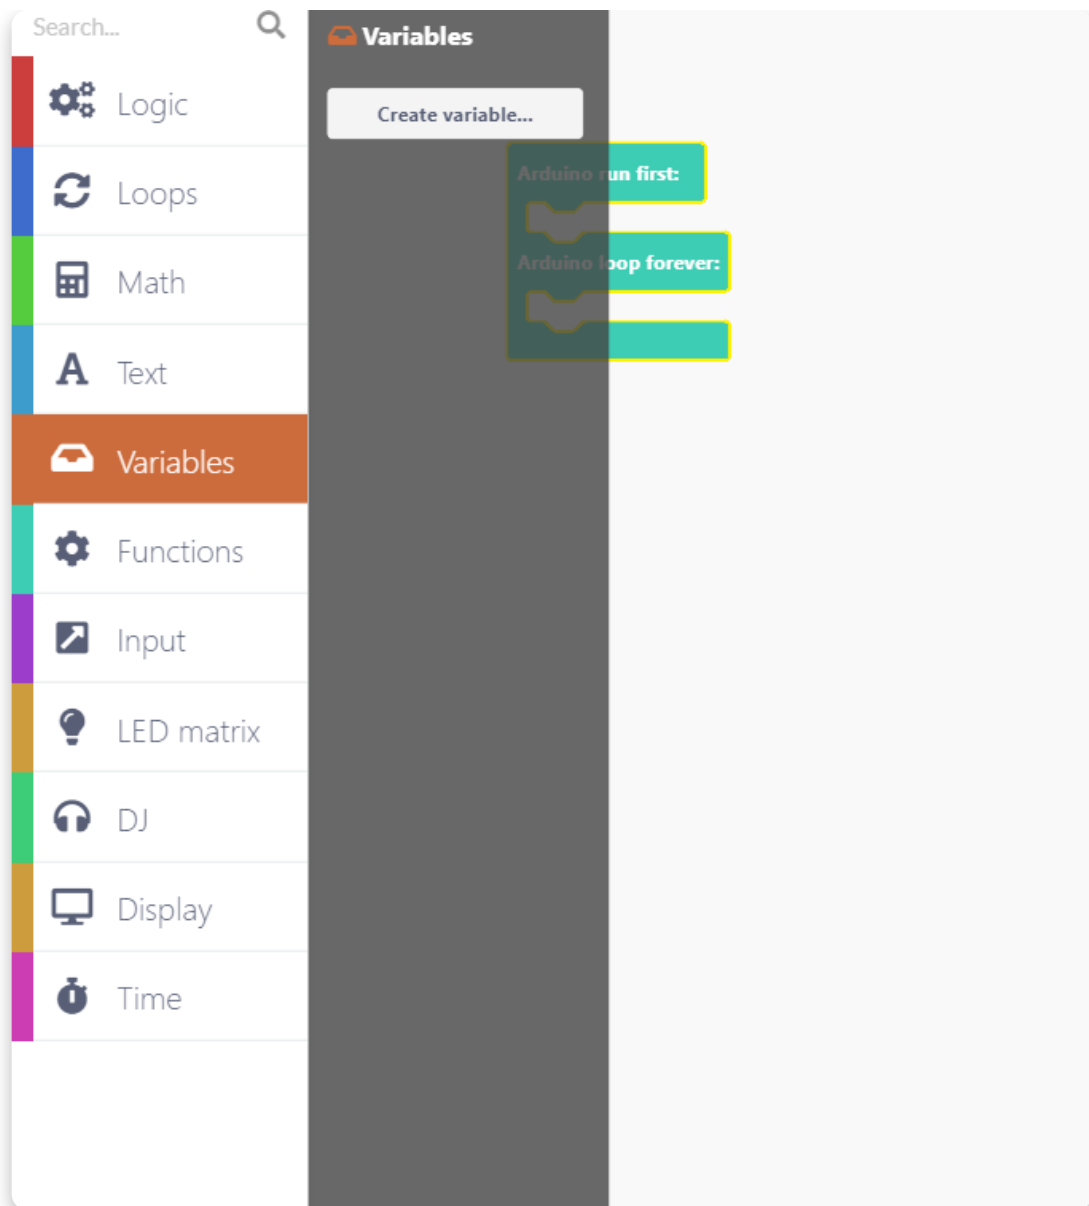 Search...
Logic
Loops
Math
Text
Variables
Functions
Input
LED matrix
DJ
Display
Time
Variables
Create variable...
Arduino run first:
Arduino loop forever: